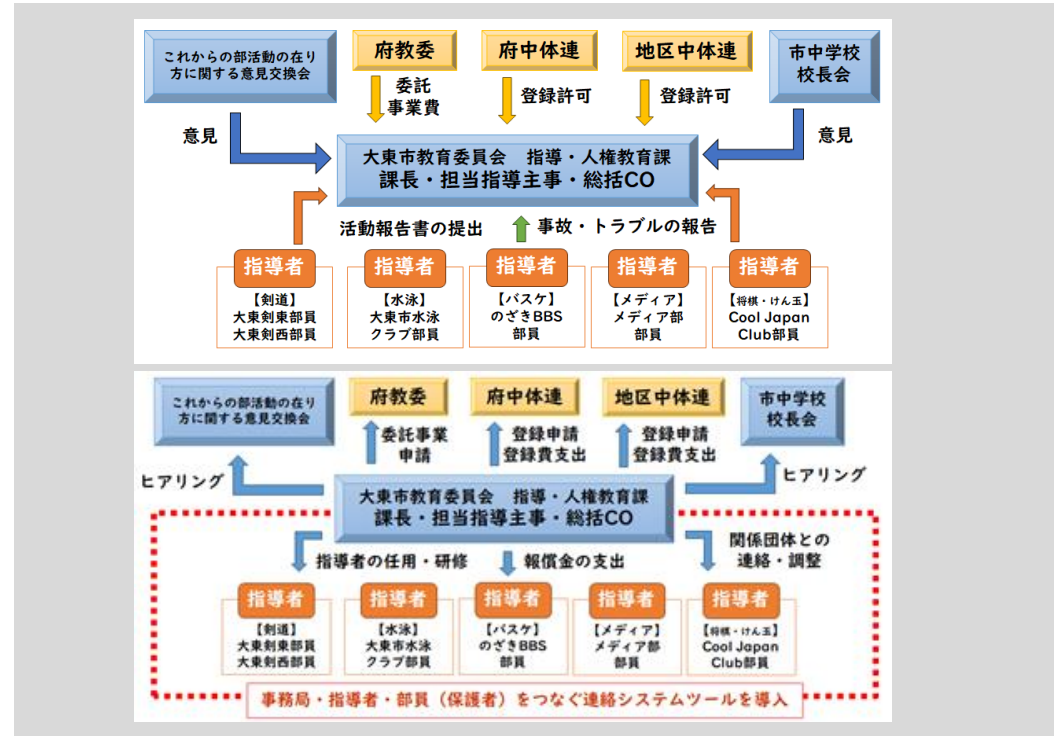 これからの部活動の在り
方に関する意見交換会
府教委
府中体連
地区中体連
市中学校
校長会
委託
事業費
登録許可
登録許可
意見
意見
大東市教育委員会　指導・人権教育課
課長・担当指導主事・総括CO
活動報告書の提出
事故・トラブルの報告
指導者
【剣道】
大東剣東部員
大東剣西部員
指導者
【水泳】
大東市水泳
クラブ部員
指導者
【バスケ】
のざきBBS
部員
指導者
【メディア】
メディア部
部員
指導者
【将棋・けん玉】
Cool Japan
Club部員
これからの部活動の在り
方に関する意見交換会
府教委
府中体連
地区中体連
市中学校
校長会
委託事業
申請
登録申請
登録費支出
登録申請
登録費支出
ヒアリング
ヒアリング
大東市教育委員会　指導・人権教育課
課長・担当指導主事・総括CO
指導者の任用・研修
報償金の支出
関係団体との
連絡・調整
指導者
【剣道】
大東剣東部員
大東剣西部員
指導者
【水泳】
大東市水泳
クラブ部員
指導者
【バスケ】
のざきBBS
部員
指導者
【メディア】
メディア部
部員
指導者
【将棋・けん玉】
Cool Japan
Club部員
事務局・指導者・部員（保護者）をつなぐ連絡システムツールを導入